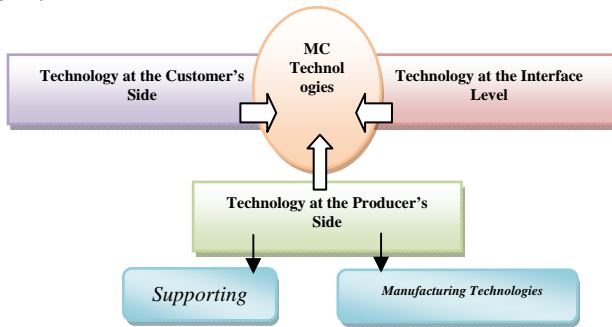 MC
Technol
ogies
Technology at the Customer's
Side
Technology at the Interface
Level
Technology at the Producer's
Side
Supporting
Manufacturing Technologies